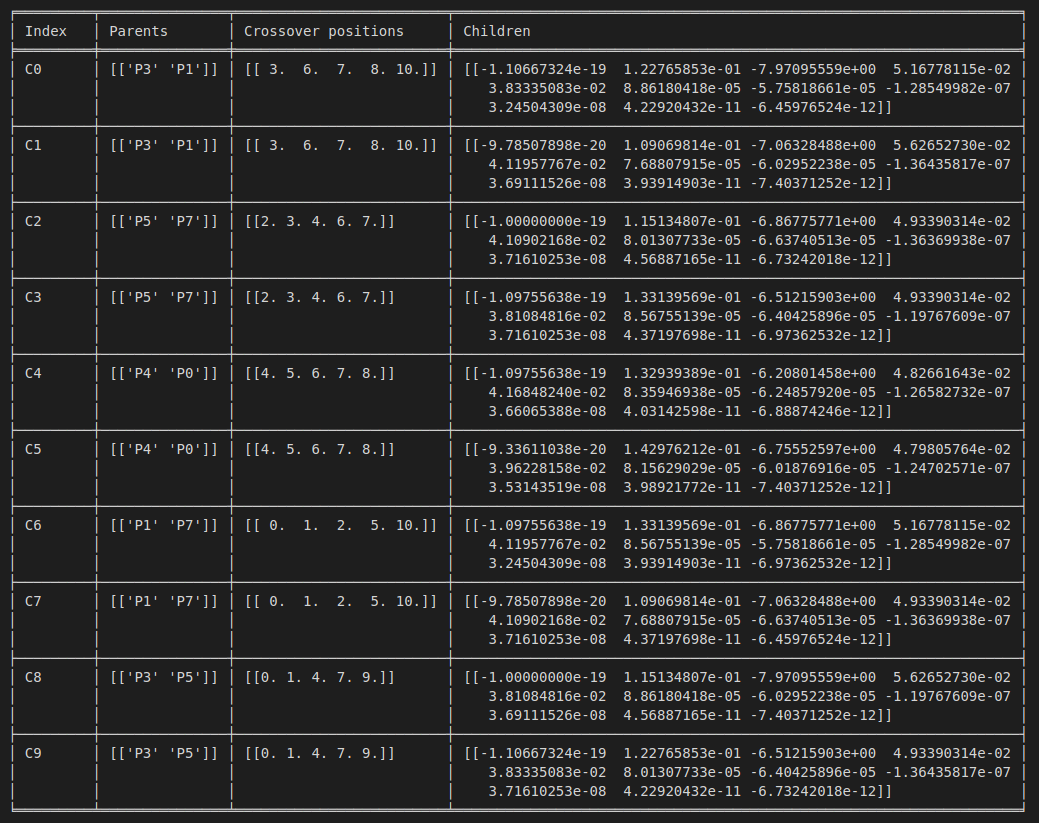 Index Parents Crossover positions Children
C0 [['P3' 'P1']] [[ 3.  6.  7.  8. 10.]] [[-1.10667324e-19  1.22765853e-01 -7.97095559e+00  5.16778115e-02
3.83335083e-02  8.86180418e-05 -5.75818661e-05 -1.28549982e-07
3.24504309e-08  4.22920432e-11 -6.45976524e-12]]
C1 [['P3' 'P1']] [[ 3.  6.  7.  8. 10.]] [[-9.78507898e-20  1.09069814e-01 -7.06328488e+00  5.62652730e-02
4.11957767e-02  7.68807915e-05 -6.02952238e-05 -1.36435817e-07
3.69111526e-08  3.93914903e-11 -7.40371252e-12]]
C2 [['P5' 'P7']] [[2. 3. 4. 6. 7.]] [[-1.00000000e-19  1.15134807e-01 -6.86775771e+00  4.93390314e-02
4.10902168e-02  8.01307733e-05 -6.63740513e-05 -1.36369938e-07
3.71610253e-08  4.56887165e-11 -6.73242018e-12]]
C3 [['P5' 'P7']] [[2. 3. 4. 6. 7.]] [[-1.09755638e-19  1.33139569e-01 -6.51215903e+00  4.93390314e-02
3.81084816e-02  8.56755139e-05 -6.40425896e-05 -1.19767609e-07
3.71610253e-08  4.37197698e-11 -6.97362532e-12]]
C4 [['P4' 'P0']] [[4. 5. 6. 7. 8.]] [[-1.09755638e-19  1.32939389e-01 -6.20801458e+00  4.82661643e-02
4.16848240e-02  8.35946938e-05 -6.24857920e-05 -1.26582732e-07
3.66065388e-08  4.03142598e-11 -6.88874246e-12]]
C5 [['P4' 'P0']] [[4. 5. 6. 7. 8.]] [[-9.33611038e-20  1.42976212e-01 -6.75552597e+00  4.79805764e-02
3.96228158e-02  8.15629029e-05 -6.01876916e-05 -1.24702571e-07
3.53143519e-08  3.98921772e-11 -7.40371252e-12]]
C6 [['P1' 'P7']] [[ 0.  1.  2.  5. 10.]] [[-1.09755638e-19  1.33139569e-01 -6.86775771e+00  5.16778115e-02
4.11957767e-02  8.56755139e-05 -5.75818661e-05 -1.28549982e-07
3.24504309e-08  3.93914903e-11 -6.97362532e-12]]
C7 [['P1' 'P7']] [[ 0.  1.  2.  5. 10.]] [[-9.78507898e-20  1.09069814e-01 -7.06328488e+00  4.93390314e-02
4.10902168e-02  7.68807915e-05 -6.63740513e-05 -1.36369938e-07
3.71610253e-08  4.37197698e-11 -6.45976524e-12]]
C8 [['P3' 'P5']] [[0. 1. 4. 7. 9.]] [[-1.00000000e-19  1.15134807e-01 -7.97095559e+00  5.62652730e-02
3.81084816e-02  8.86180418e-05 -6.02952238e-05 -1.19767609e-07
3.69111526e-08  4.56887165e-11 -7.40371252e-12]]
C9 [['P3' 'P5']] [[0. 1. 4. 7. 9.]] [[-1.10667324e-19  1.22765853e-01 -6.51215903e+00  4.93390314e-02
3.83335083e-02  8.01307733e-05 -6.40425896e-05 -1.36435817e-07
3.71610253e-08  4.22920432e-11 -6.73242018e-12]]